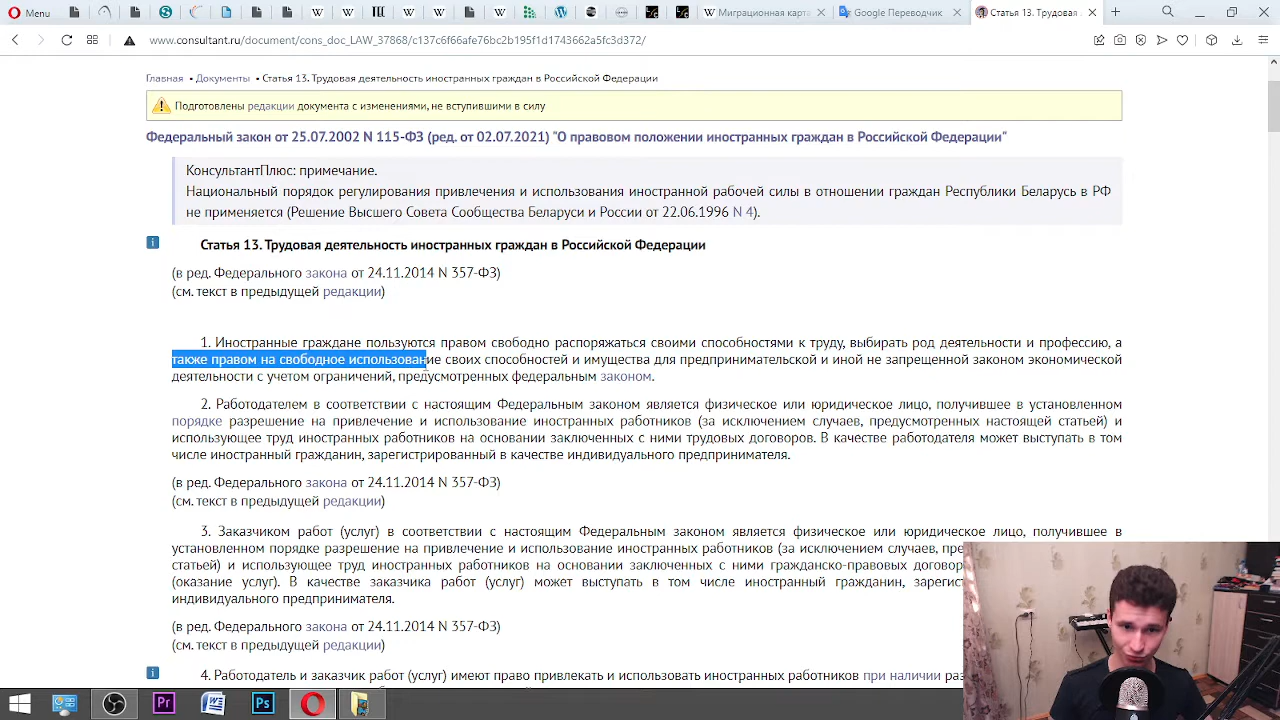 Menu
Миграционная карта
Google Переводчик
Статья 13. Трудовая
www.consultant.ru/document/cons_doc_LAW_37868/c137c6f66afe76bc2b195f1d1743662a5fc3d372/
Главная • Документы • Статья 13. Трудовая деятельность иностранных граждан в Российской Федерации
Подготовлены редакции документа с изменениями, не вступившими в силу
Федеральный закон от 25.07.2002 N 115-ФЗ (ред. от 02.07.2021) "О правовом положении иностранных граждан в Российской Федерации"
КонсультантПлюс: примечание.
Национальный порядок регулирования привлечения и использования иностранной рабочей силы в отношении граждан Республики Беларусь в РФ
не применяется (Решение Высшего Совета Сообщества Беларуси и России от 22.06.1996 N 4).
Статья 13. Трудовая деятельность иностранных граждан в Российской Федерации
(в ред. Федерального закона от 24.11.2014 N 357-ФЗ)
(см. текст в предыдущей редакции)
1. Иностранные граждане пользуются правом свободно распоряжаться своими способностями к труду, выбирать род деятельности и профессию, а
также правом на свободное использование своих способностей и имущества для предпринимательской и иной не запрещенной законом экономической
деятельности с учетом ограничений, предусмотренных федеральным законом.
2. Работодателем в соответствии с настоящим Федеральным законом является физическое или юридическое лицо, получившее в установленном
порядке разрешение на привлечение и использование иностранных работников (за исключением случаев, предусмотренных настоящей статьей) и
использующее труд иностранных работников на основании заключенных с ними трудовых договоров. В качестве работодателя может выступать в том
числе иностранный гражданин, зарегистрированный в качестве индивидуального предпринимателя.
(в ред. Федерального закона от 24.11.2014 N 357-ФЗ)
(см. текст в предыдущей редакции)
3. Заказчиком работ (услуг) в соответствии с настоящим Федеральным законом является физическое или юридическое лицо, получившее в
установленном порядке разрешение на привлечение и использование иностранных работников (за исключением случаев, пре
статьей) и использующее труд иностранных работников на основании заключенных с ними гражданско-правовых договор
(оказание услуг). В качестве заказчика работ (услуг) может выступать в том числе иностранный гражданин, зарегист
индивидуального предпринимателя.
(в ред. Федерального закона от 24.11.2014 N 357-ФЗ)
(см. текст в предыдущей редакции)
4. Работодатель и заказчик работ (услуг) имеют право привлекать и использовать иностранных работников при наличии раз